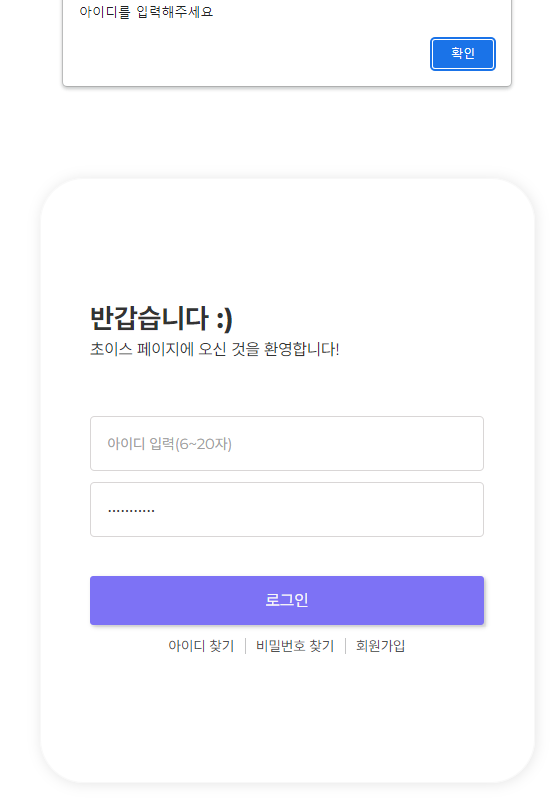 아이디를 입력해주세요
확인
반갑습니다 :)
초이스 페이지에 오신 것을 환영합니다!
아이디 입력(6~20자)
···········
로그인
아이디 찾기 | 비밀번호 찾기 | 회원가입